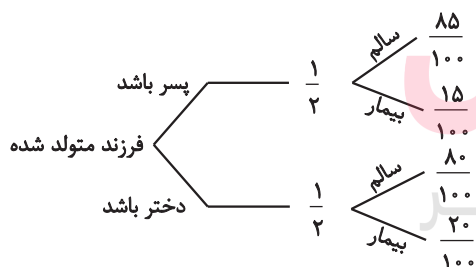 سالم ۸۵/۱۰۰
پسر باشد ۱/۲
بیمار ۱۵/۱۰۰
فرزند متولد شده
سالم ۸۰/۱۰۰
دختر باشد ۱/۲
بیمار ۲۰/۱۰۰